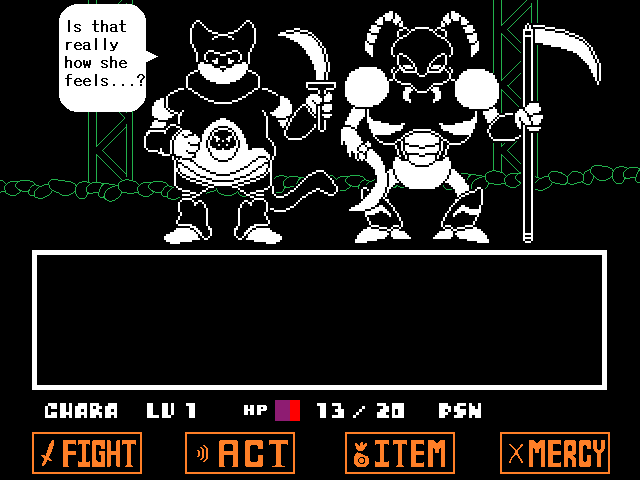 Is that
really
how she
feels...?
CHARA LV 1 HP 13 / 20 PSN
FIGHT ACT ITEM MERCY